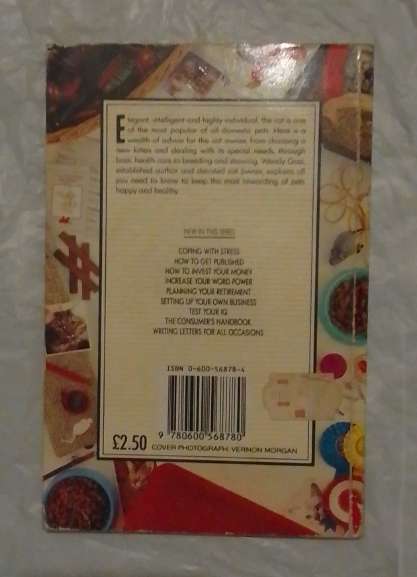 Elegant, intelligent and highly individual, the cat is one
of the most popular of all domestic pets. Here is a
wealth of advice for the cat owner, from choosing a
new kitten and dealing with its special needs, through
basic health care to breeding and showing. Wendy
established author and devoted cat owner, explains all
you need to know to keep this most rewarding of pets
happy and healthy.
NEW IN THIS SERIES
COPING WITH STRESS
HOW TO GET PUBLISHED
HOW TO INVEST YOUR MONEY
INCREASE YOUR WORD POWER
PLANNING YOUR RETIREMENT
SETTING UP YOUR OWN BUSINESS
TEST YOUR IQ
THE CONSUMER'S HANDBOOK
WRITING LETTERS FOR ALL OCCASIONS
ISBN 0-600-56878-4
£2.50
9 780600 568780
COVER PHOTOGRAPH: VERNON MORGAN